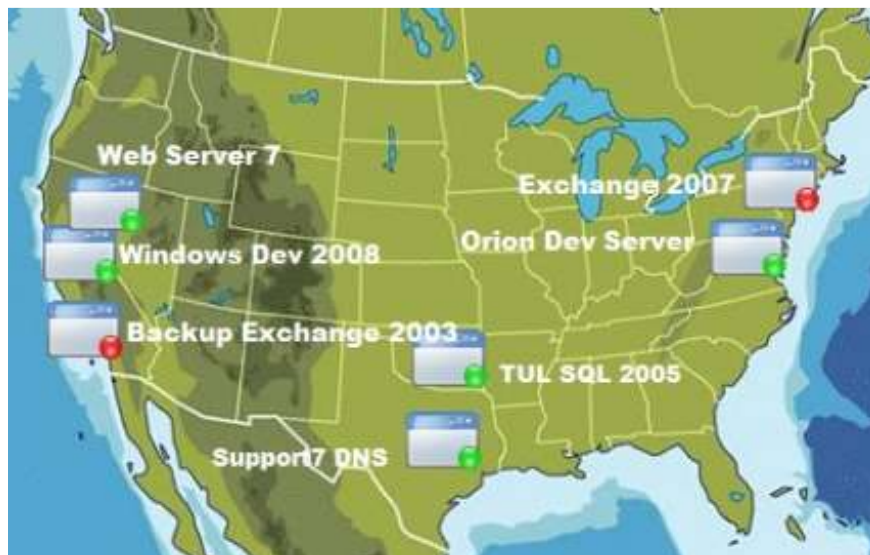 Web Server 7
Exchange 2007
Orion Dev Server
Windows Dev 2008
Backup Exchange 2003
TUL SQL 2005
Support7 DNS